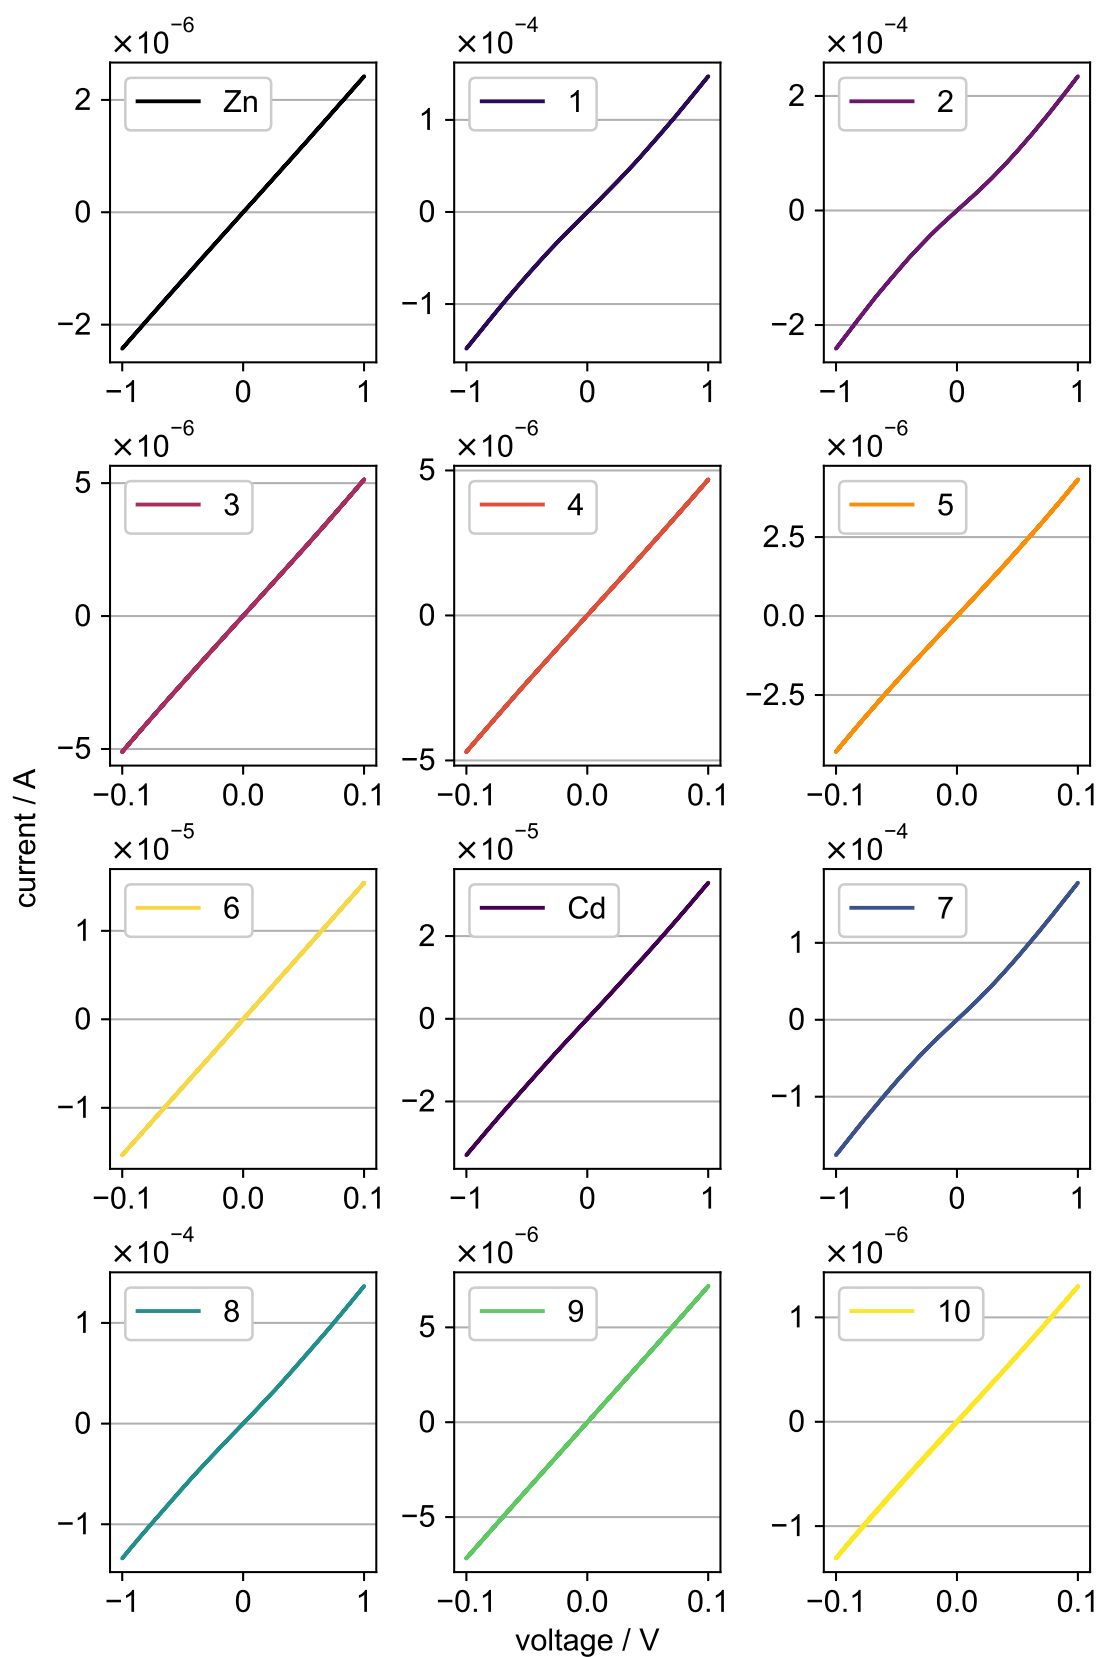 ×10⁻⁶ ×10⁻⁴ ×10⁻⁴
Zn 1 2
2 1 2
0 0 0
−2 −1 −2
−1 0 1 −1 0 1 −1 0 1
×10⁻⁶ ×10⁻⁶ ×10⁻⁶
3 4 5
5 5 2.5
0 0 0.0
−5 −5 −2.5
−0.1 0.0 0.1 −0.1 0.0 0.1 −0.1 0.0 0.1
current / A
×10⁻⁵ ×10⁻⁵ ×10⁻⁴
6 Cd 7
1 2 1
0 0 0
−1 −2 −1
−0.1 0.0 0.1 −1 0 1 −1 0 1
×10⁻⁴ ×10⁻⁶ ×10⁻⁶
8 9 10
1 5 1
0 0 0
−1 −5 −1
−1 0 1 −0.1 0.0 0.1 −0.1 0.0 0.1
voltage / V